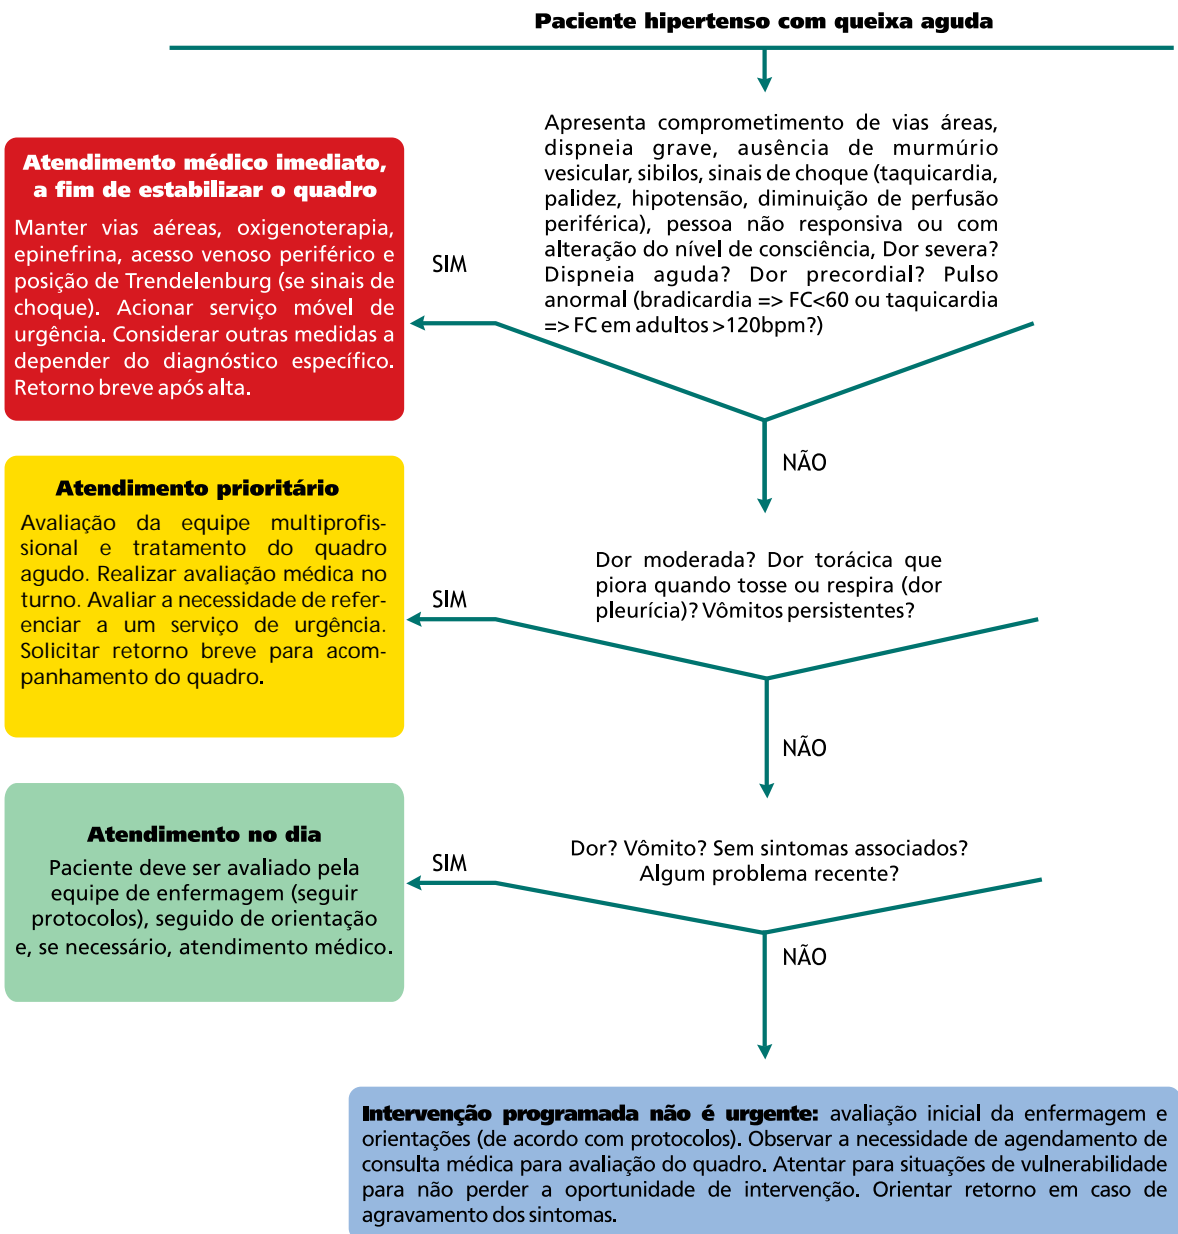 Paciente hipertenso com queixa aguda
Apresenta comprometimento de vias áreas,
dispneia grave, ausência de murmúrio
vesicular, sibilos, sinais de choque (taquicardia,
palidez, hipotensão, diminuição de perfusão
periférica), pessoa não responsiva ou com
alteração do nível de consciência, Dor severa?
Dispneia aguda? Dor precordial? Pulso
anormal (bradicardia => FC<60 ou taquicardia
=> FC em adultos >120bpm?)
SIM
Atendimento médico imediato,
a fim de estabilizar o quadro
Manter vias aéreas, oxigenoterapia,
epinefrina, acesso venoso periférico e
posição de Trendelenburg (se sinais de
choque). Acionar serviço móvel de
urgência. Considerar outras medidas a
depender do diagnóstico específico.
Retorno breve após alta.
NÃO
Dor moderada? Dor torácica que
piora quando tosse ou respira (dor
pleurícia)? Vômitos persistentes?
SIM
Atendimento prioritário
Avaliação da equipe multiprofis-
sional e tratamento do quadro
agudo. Realizar avaliação médica no
turno. Avaliar a necessidade de refer-
enciar a um serviço de urgência.
Solicitar retorno breve para acom-
panhamento do quadro.
NÃO
Dor? Vômito? Sem sintomas associados?
Algum problema recente?
SIM
Atendimento no dia
Paciente deve ser avaliado pela
equipe de enfermagem (seguir
protocolos), seguido de orientação
e, se necessário, atendimento médico.
NÃO
Intervenção programada não é urgente: avaliação inicial da enfermagem e
orientações (de acordo com protocolos). Observar a necessidade de agendamento de
consulta médica para avaliação do quadro. Atentar para situações de vulnerabilidade
para não perder a oportunidade de intervenção. Orientar retorno em caso de
agravamento dos sintomas.